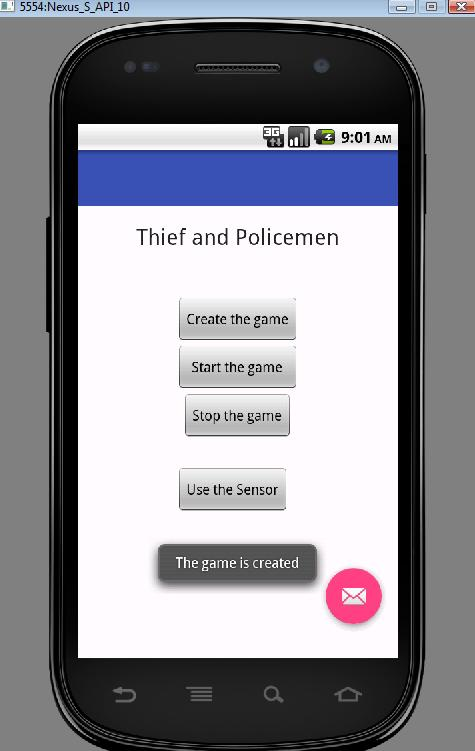 5554:Nexus_S_API_10
3G
9:01 AM
Thief and Policemen
Create the game
Start the game
Stop the game
Use the Sensor
The game is created